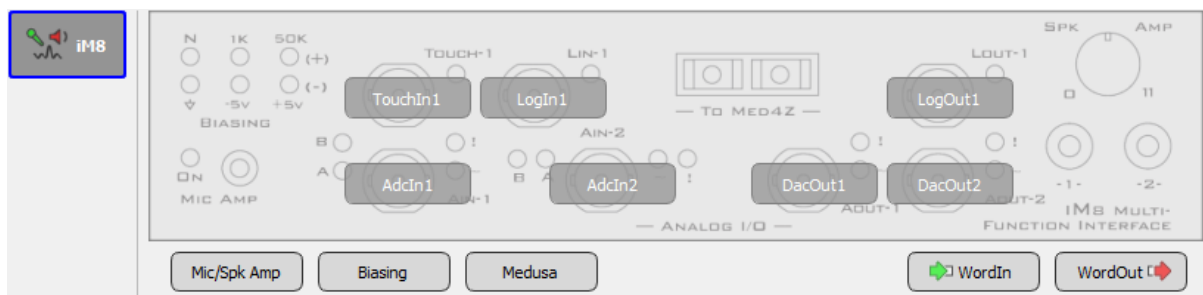 iM8
N 1K 50K
(+)
(-)
-5v +5v
BIASING
TOUCH-1
LIN-1
LOUT-1
SPK AMP
0 11
TouchIn1
LogIn1
LogOut1
— TO MED4Z —
AIN-2
B
A
!
B A
!
!
!
ON
MIC AMP
AdcIn1
AIN-1
AdcIn2
DacOut1
AOUT-1
DacOut2
AOUT-2
-1- -2-
— ANALOG I/O —
IM8 MULTI-
FUNCTION INTERFACE
Mic/Spk Amp
Biasing
Medusa
WordIn
WordOut